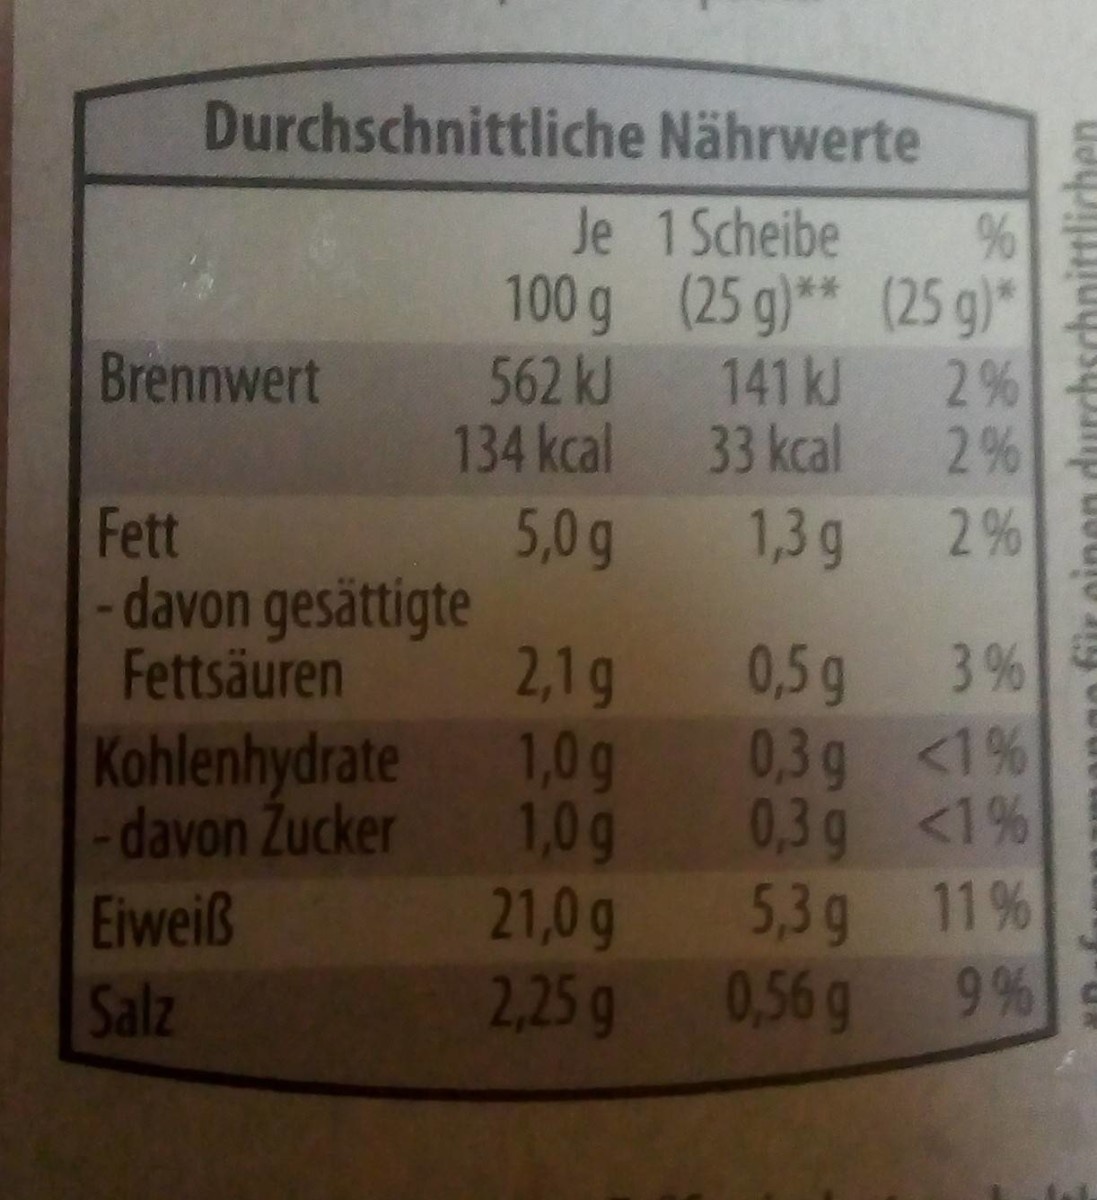 Durchschnittliche Nährwerte
Je 1 Scheibe %
100 g (25 g)** (25 g)*
Brennwert 562 kJ 141 kJ 2 %
134 kcal 33 kcal 2 %
Fett 5,0 g 1,3 g 2 %
- davon gesättigte
Fettsäuren 2,1 g 0,5 g 3 %
Kohlenhydrate 1,0 g 0,3 g <1 %
- davon Zucker 1,0 g 0,3 g <1 %
Eiweiß 21,0 g 5,3 g 11 %
Salz 2,25 g 0,56 g 9 %
für einen durchschnittlichen